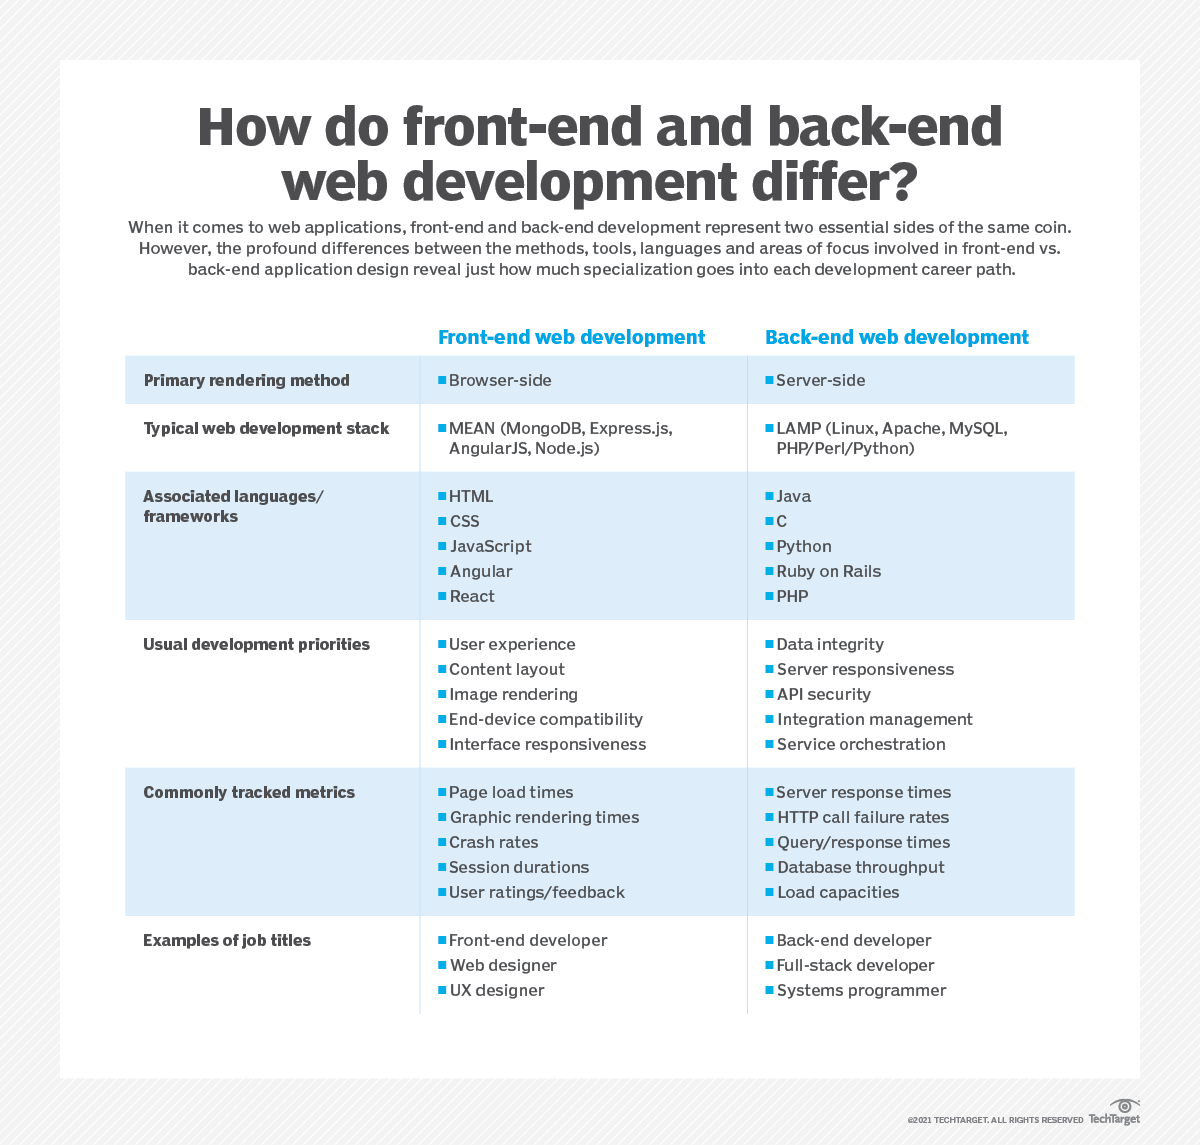 How do front-end and back-end
web development differ?
When it comes to web applications, front-end and back-end development represent two essential sides of the same coin.
However, the profound differences between the methods, tools, languages and areas of focus involved in front-end vs.
back-end application design reveal just how much specialization goes into each development career path.
Front-end web development
Back-end web development
Primary rendering method
Browser-side
Server-side
Typical web development stack
MEAN (MongoDB, Express.js,
AngularJS, Node.js)
LAMP (Linux, Apache, MySQL,
PHP/Perl/Python)
Associated languages/
frameworks
HTML
CSS
JavaScript
Angular
React
Java
C
Python
Ruby on Rails
PHP
Usual development priorities
User experience
Content layout
Image rendering
End-device compatibility
Interface responsiveness
Data integrity
Server responsiveness
API security
Integration management
Service orchestration
Commonly tracked metrics
Page load times
Graphic rendering times
Crash rates
Session durations
User ratings/feedback
Server response times
HTTP call failure rates
Query/response times
Database throughput
Load capacities
Examples of job titles
Front-end developer
Web designer
UX designer
Back-end developer
Full-stack developer
Systems programmer
©2021 TECHTARGET. ALL RIGHTS RESERVED TechTarget